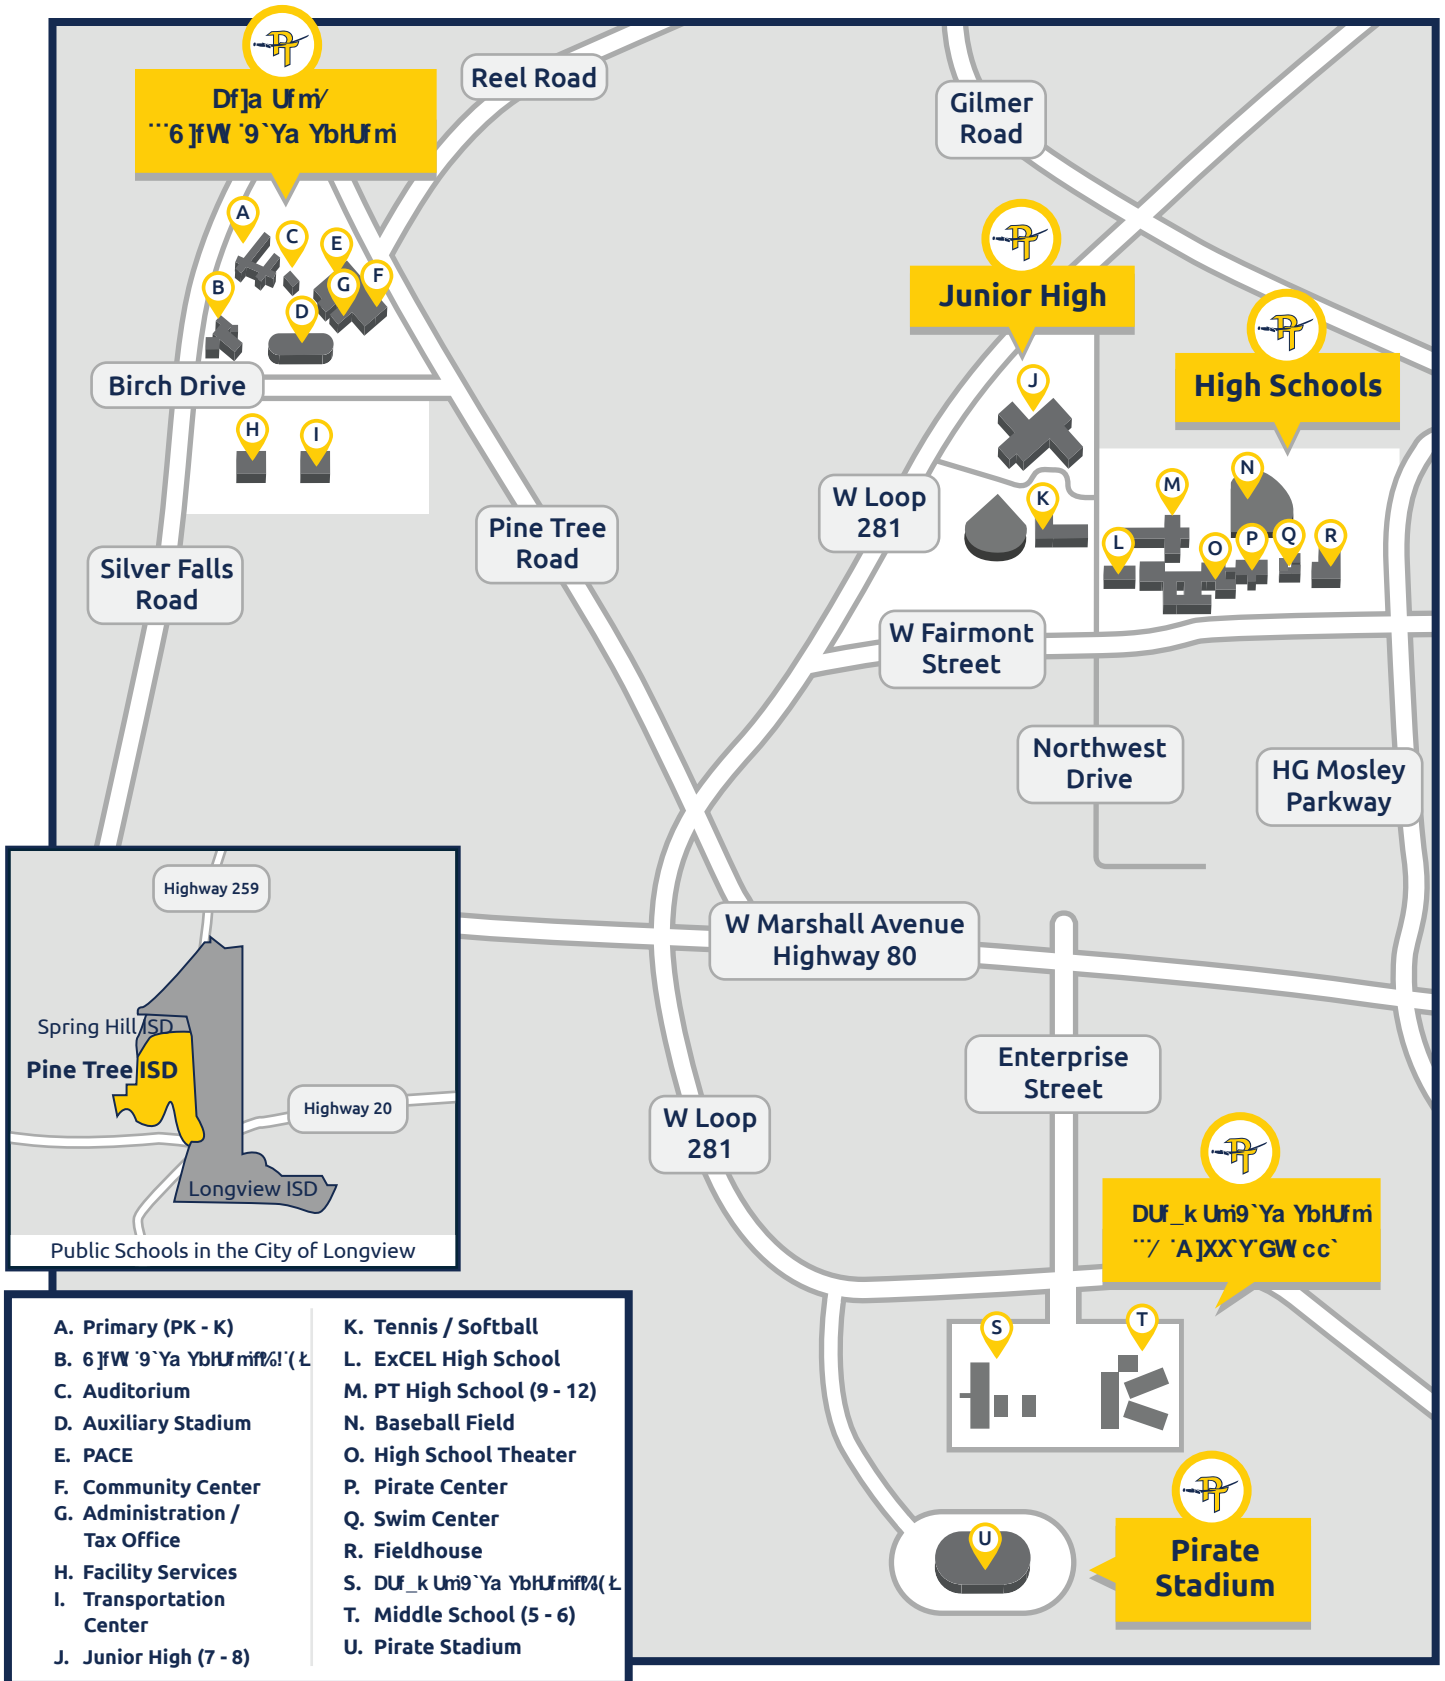 Reel Road
Gilmer
Road
A
C
E
F
B
G
D
Junior High
High Schools
Birch Drive
J
H
I
N
M
K
W Loop
281
Pine Tree
Road
L
O
P
Q
R
Silver Falls
Road
W Fairmont
Street
Northwest
Drive
HG Mosley
Parkway
Highway 259
W Marshall Avenue
Highway 80
Spring Hill ISD
Pine Tree ISD
Highway 20
Enterprise
Street
W Loop
281
Longview ISD
Public Schools in the City of Longview
S
T
U
Pirate
Stadium
A. Primary (PK - K)
B.
C. Auditorium
D. Auxiliary Stadium
E. PACE
F. Community Center
G. Administration /
Tax Office
H. Facility Services
I. Transportation
Center
J. Junior High (7 - 8)
K. Tennis / Softball
L. ExCEL High School
M. PT High School (9 - 12)
N. Baseball Field
O. High School Theater
P. Pirate Center
Q. Swim Center
R. Fieldhouse
S.
T. Middle School (5 - 6)
U. Pirate Stadium